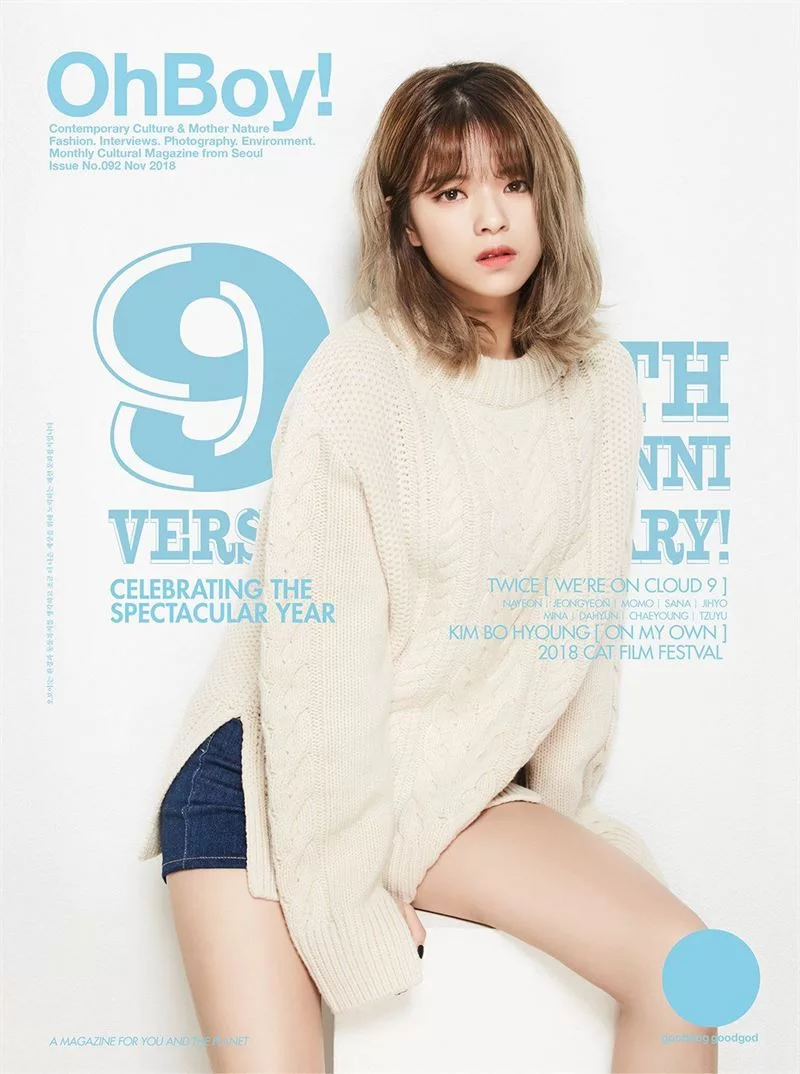 OhBoy!
Contemporary Culture & Mother Nature
Fashion. Interviews. Photography. Environment.
Monthly Cultural Magazine from Seoul
Issue No.092 Nov 2018
9 TH
NNI
VERS ARY!
CELEBRATING THE
SPECTACULAR YEAR
TWICE [ WE'RE ON CLOUD 9 ]
NAYEON | JEONGYEON | MOMO | SANA | JIHYO
MINA | DAHYUN | CHAEYOUNG | TZUYU
KIM BO HYOUNG [ ON MY OWN ]
2018 CAT FILM FESTVAL
A MAGAZINE FOR YOU AND THE PLANET